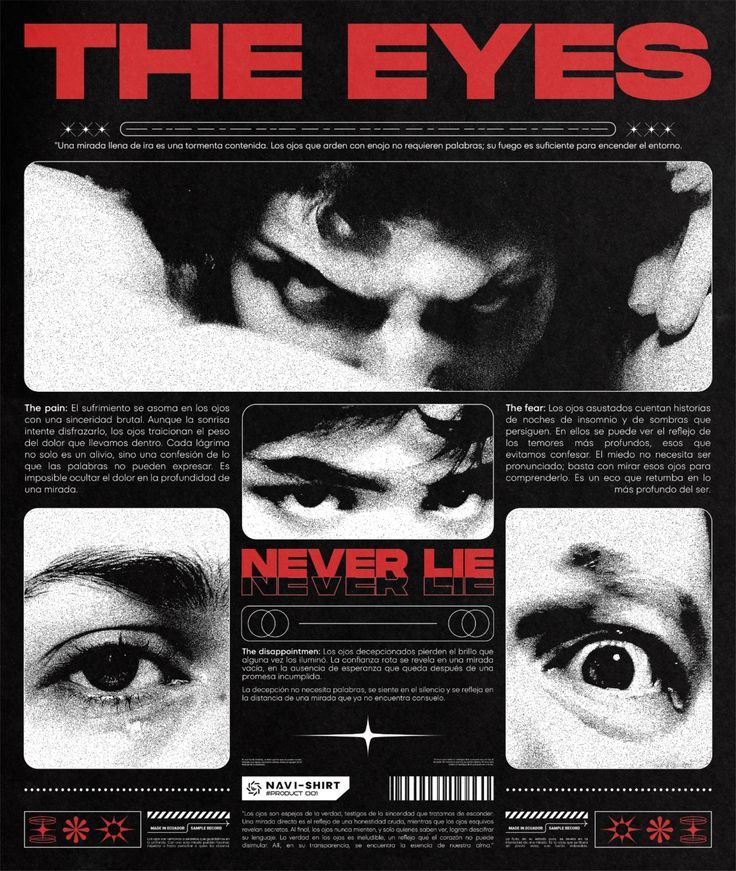 THE EYES
"Una mirada llena de ira es una tormenta contenida. Los ojos que arden con enojo no requieren palabras; su fuego es suficiente para encender el entorno.
The pain: El sufrimiento se asoma en los ojos
con una sinceridad brutal. Aunque la sonrisa
intente disfrazarlo, los ojos traicionan el peso
del dolor que llevamos dentro. Cada lágrima
no solo es un alivio, sino una confesión de lo
que las palabras no pueden expresar. Es
imposible ocultar el dolor en la profundidad de
una mirada.
The fear: Los ojos asustados cuentan historias
de noches de insomnio y de sombras que
persiguen. En ellos se puede ver el reflejo de
los temores más profundos, esos que
evitamos confesar. El miedo no necesita ser
pronunciado; basta con mirar esos ojos para
comprenderlo. Es un eco que retumba en lo
más profundo del ser.
NEVER LIE
NEVER LIE
The disappointmen: Los ojos decepcionados pierden el brillo que
alguna vez los iluminó. La confianza rota se revela en una mirada
vacía, en la ausencia de esperanza que queda después de una
promesa incumplida.
La decepción no necesita palabras, se siente en el silencio y se refleja en
la distancia de una mirada que ya no encuentra consuelo.
NAVI-SHIRT
#PRODUCT 001
"Los ojos son espejos de la verdad, testigos de la sinceridad que tratamos de esconder.
Una mirada directa es el reflejo de una honestidad cruda, mientras que los ojos esquivos
revelan secretos. Al final, los ojos nunca mienten, y solo quienes saben ver, logran descifrar
su lenguaje. La verdad en los ojos es ineludible, un reflejo que el corazón no puede
disimular. Allí, en su transparencia, se encuentra la esencia de nuestra alma."
MADE IN ECUADOR
SAMPLE RECORD
MADE IN ECUADOR
SAMPLE RECORD